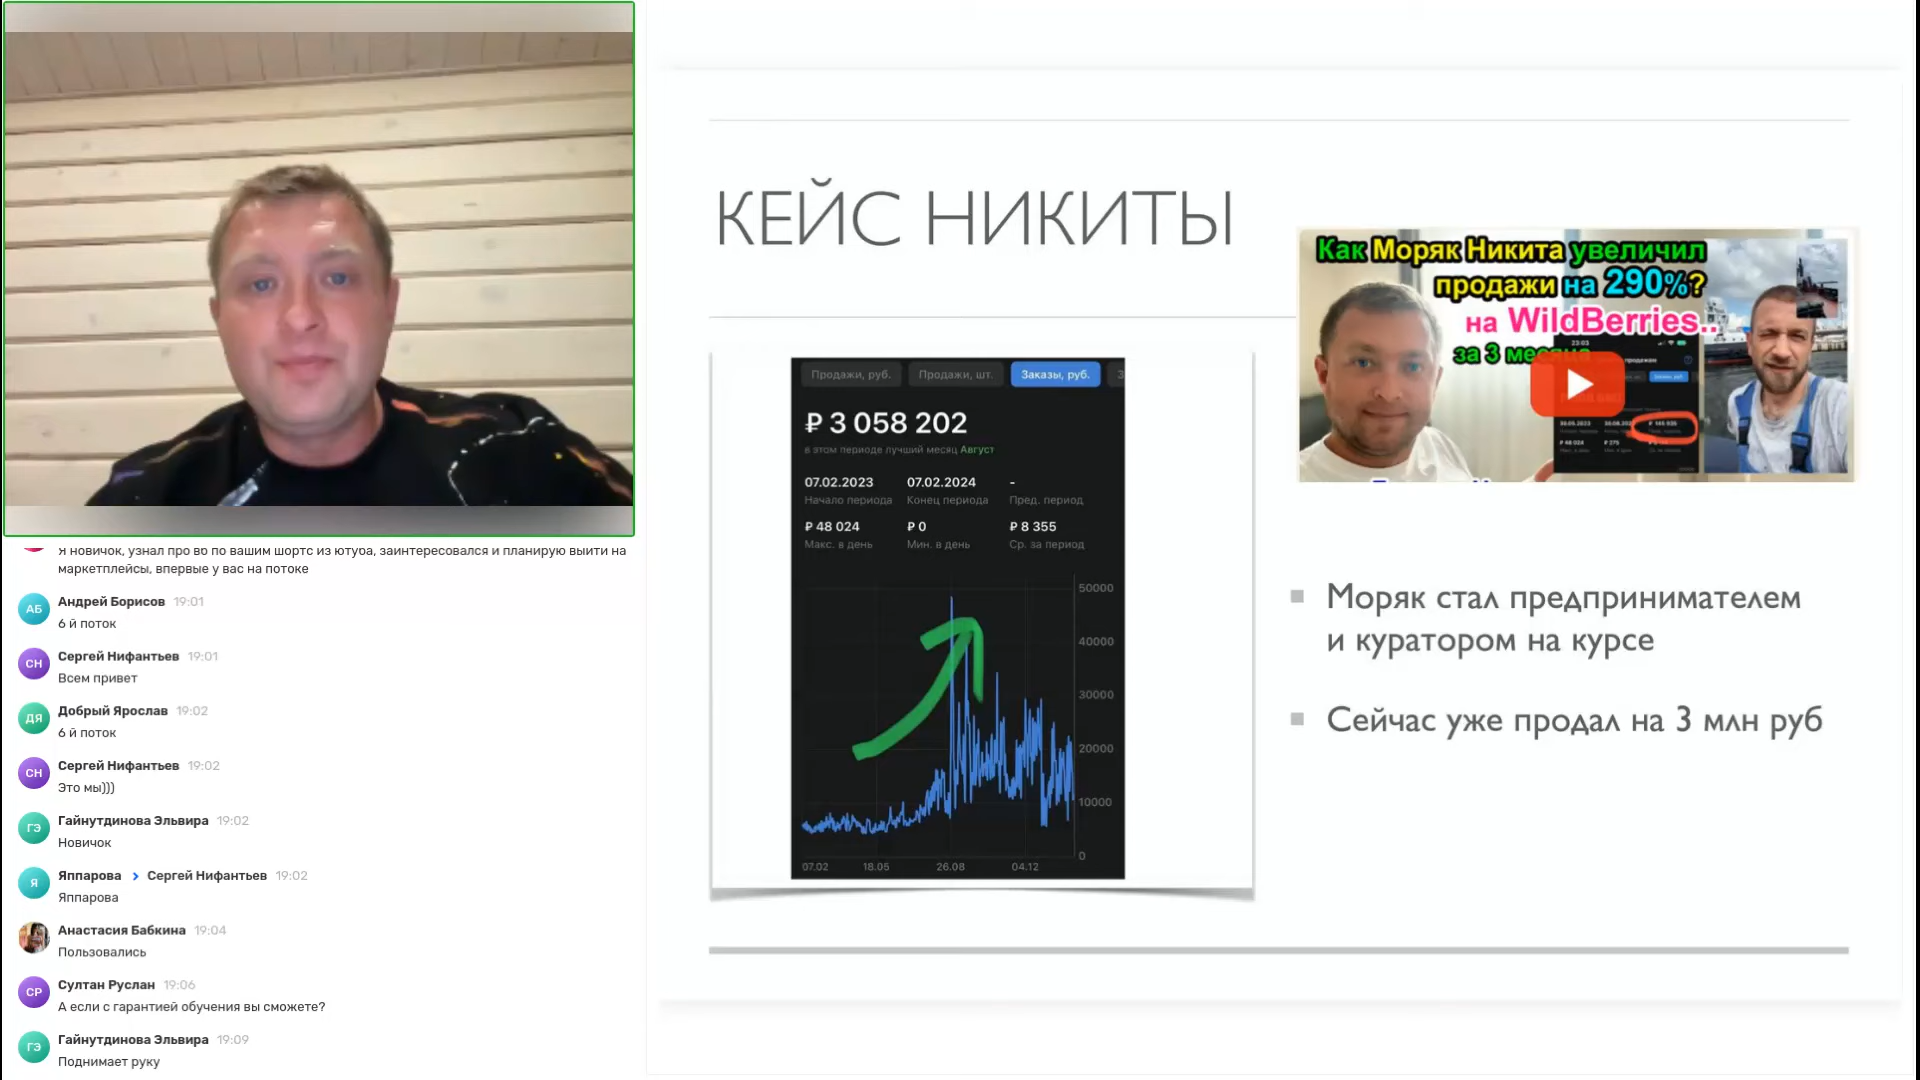 Я новичок, узнал про вб по вашим шортс из ютуба, заинтересовался и планирую выйти на
маркетплейсы, впервые у вас на потоке
АБ
Андрей Борисов 19:01
6 й поток
СН
Сергей Нифантьев 19:01
Всем привет
ДЯ
Добрый Ярослав 19:02
6 й поток
СН
Сергей Нифантьев 19:02
Это мы)))
ГЭ
Гайнутдинова Эльвира 19:02
Новичок
Я
Яппарова › Сергей Нифантьев 19:02
Яппарова
Анастасия Бабкина 19:04
Пользовались
СР
Султан Руслан 19:06
А если с гарантией обучения вы сможете?
ГЭ
Гайнутдинова Эльвира 19:09
Поднимает руку
КЕЙС НИКИТЫ
Продажи, руб. Продажи, шт. Заказы, руб. З
₽ 3 058 202
в этом периоде лучший месяц Август
07.02.2023 07.02.2024 -
Начало периода Конец периода Пред. период
₽ 48 024 ₽ 0 ₽ 8 355
Макс. в день Мин. в день Ср. за период
50000
40000
30000
20000
10000
0
07.02 18.05 26.08 04.12
Как Моряк Никита увеличил
продажи на 290%?
на WildBerries..
за 3 месяца
23:03
Моряк стал предпринимателем
и куратором на курсе
Сейчас уже продал на 3 млн руб